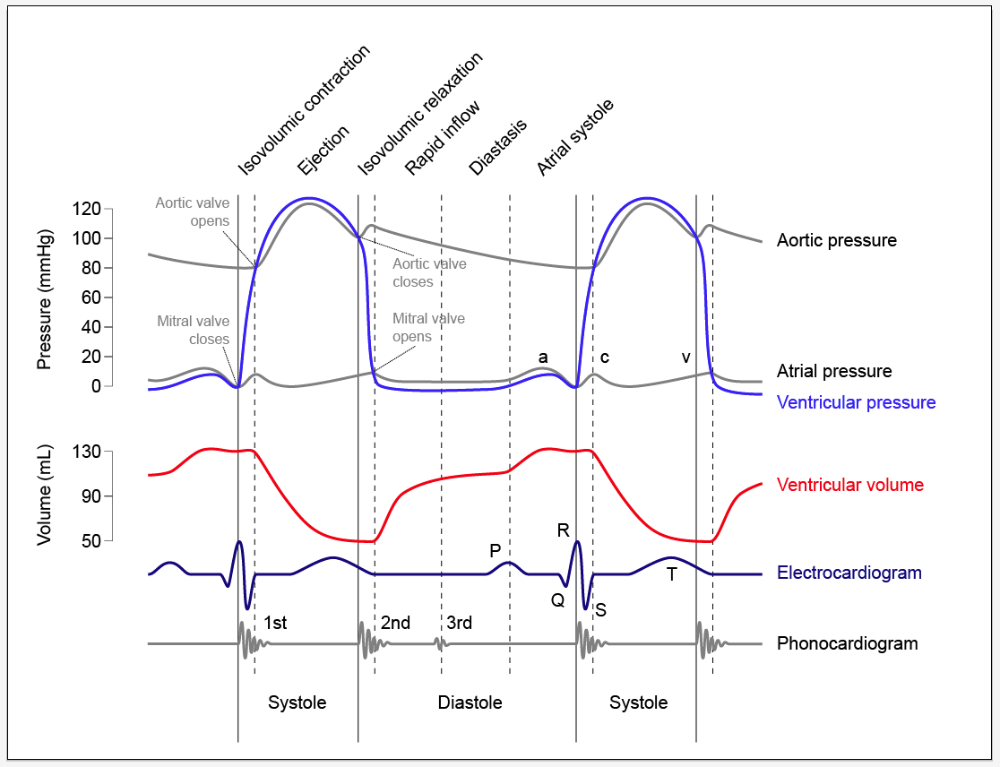 Isovolumic contraction
Ejection
Isovolumic relaxation
Rapid inflow
Diastasis
Atrial systole
Pressure (mmHg)
120
100
80
60
40
20
0
Aortic valve
opens
Aortic valve
closes
Mitral valve
closes
Mitral valve
opens
a
c
v
Aortic pressure
Atrial pressure
Ventricular pressure
Volume (mL)
130
90
50
Ventricular volume
R
P
Q
S
T
Electrocardiogram
1st
2nd
3rd
Phonocardiogram
Systole
Diastole
Systole